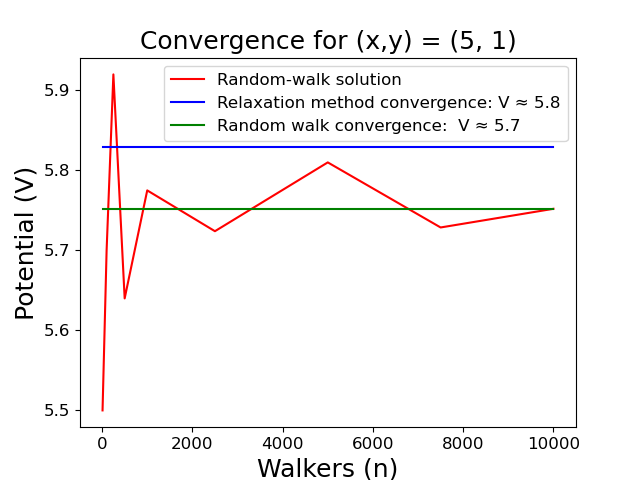 Convergence for (x,y) = (5, 1)
Random-walk solution
Relaxation method convergence: V ≈ 5.8
Random walk convergence:  V ≈ 5.7
Potential (V)
5.9
5.8
5.7
5.6
5.5
0 2000 4000 6000 8000 10000
Walkers (n)